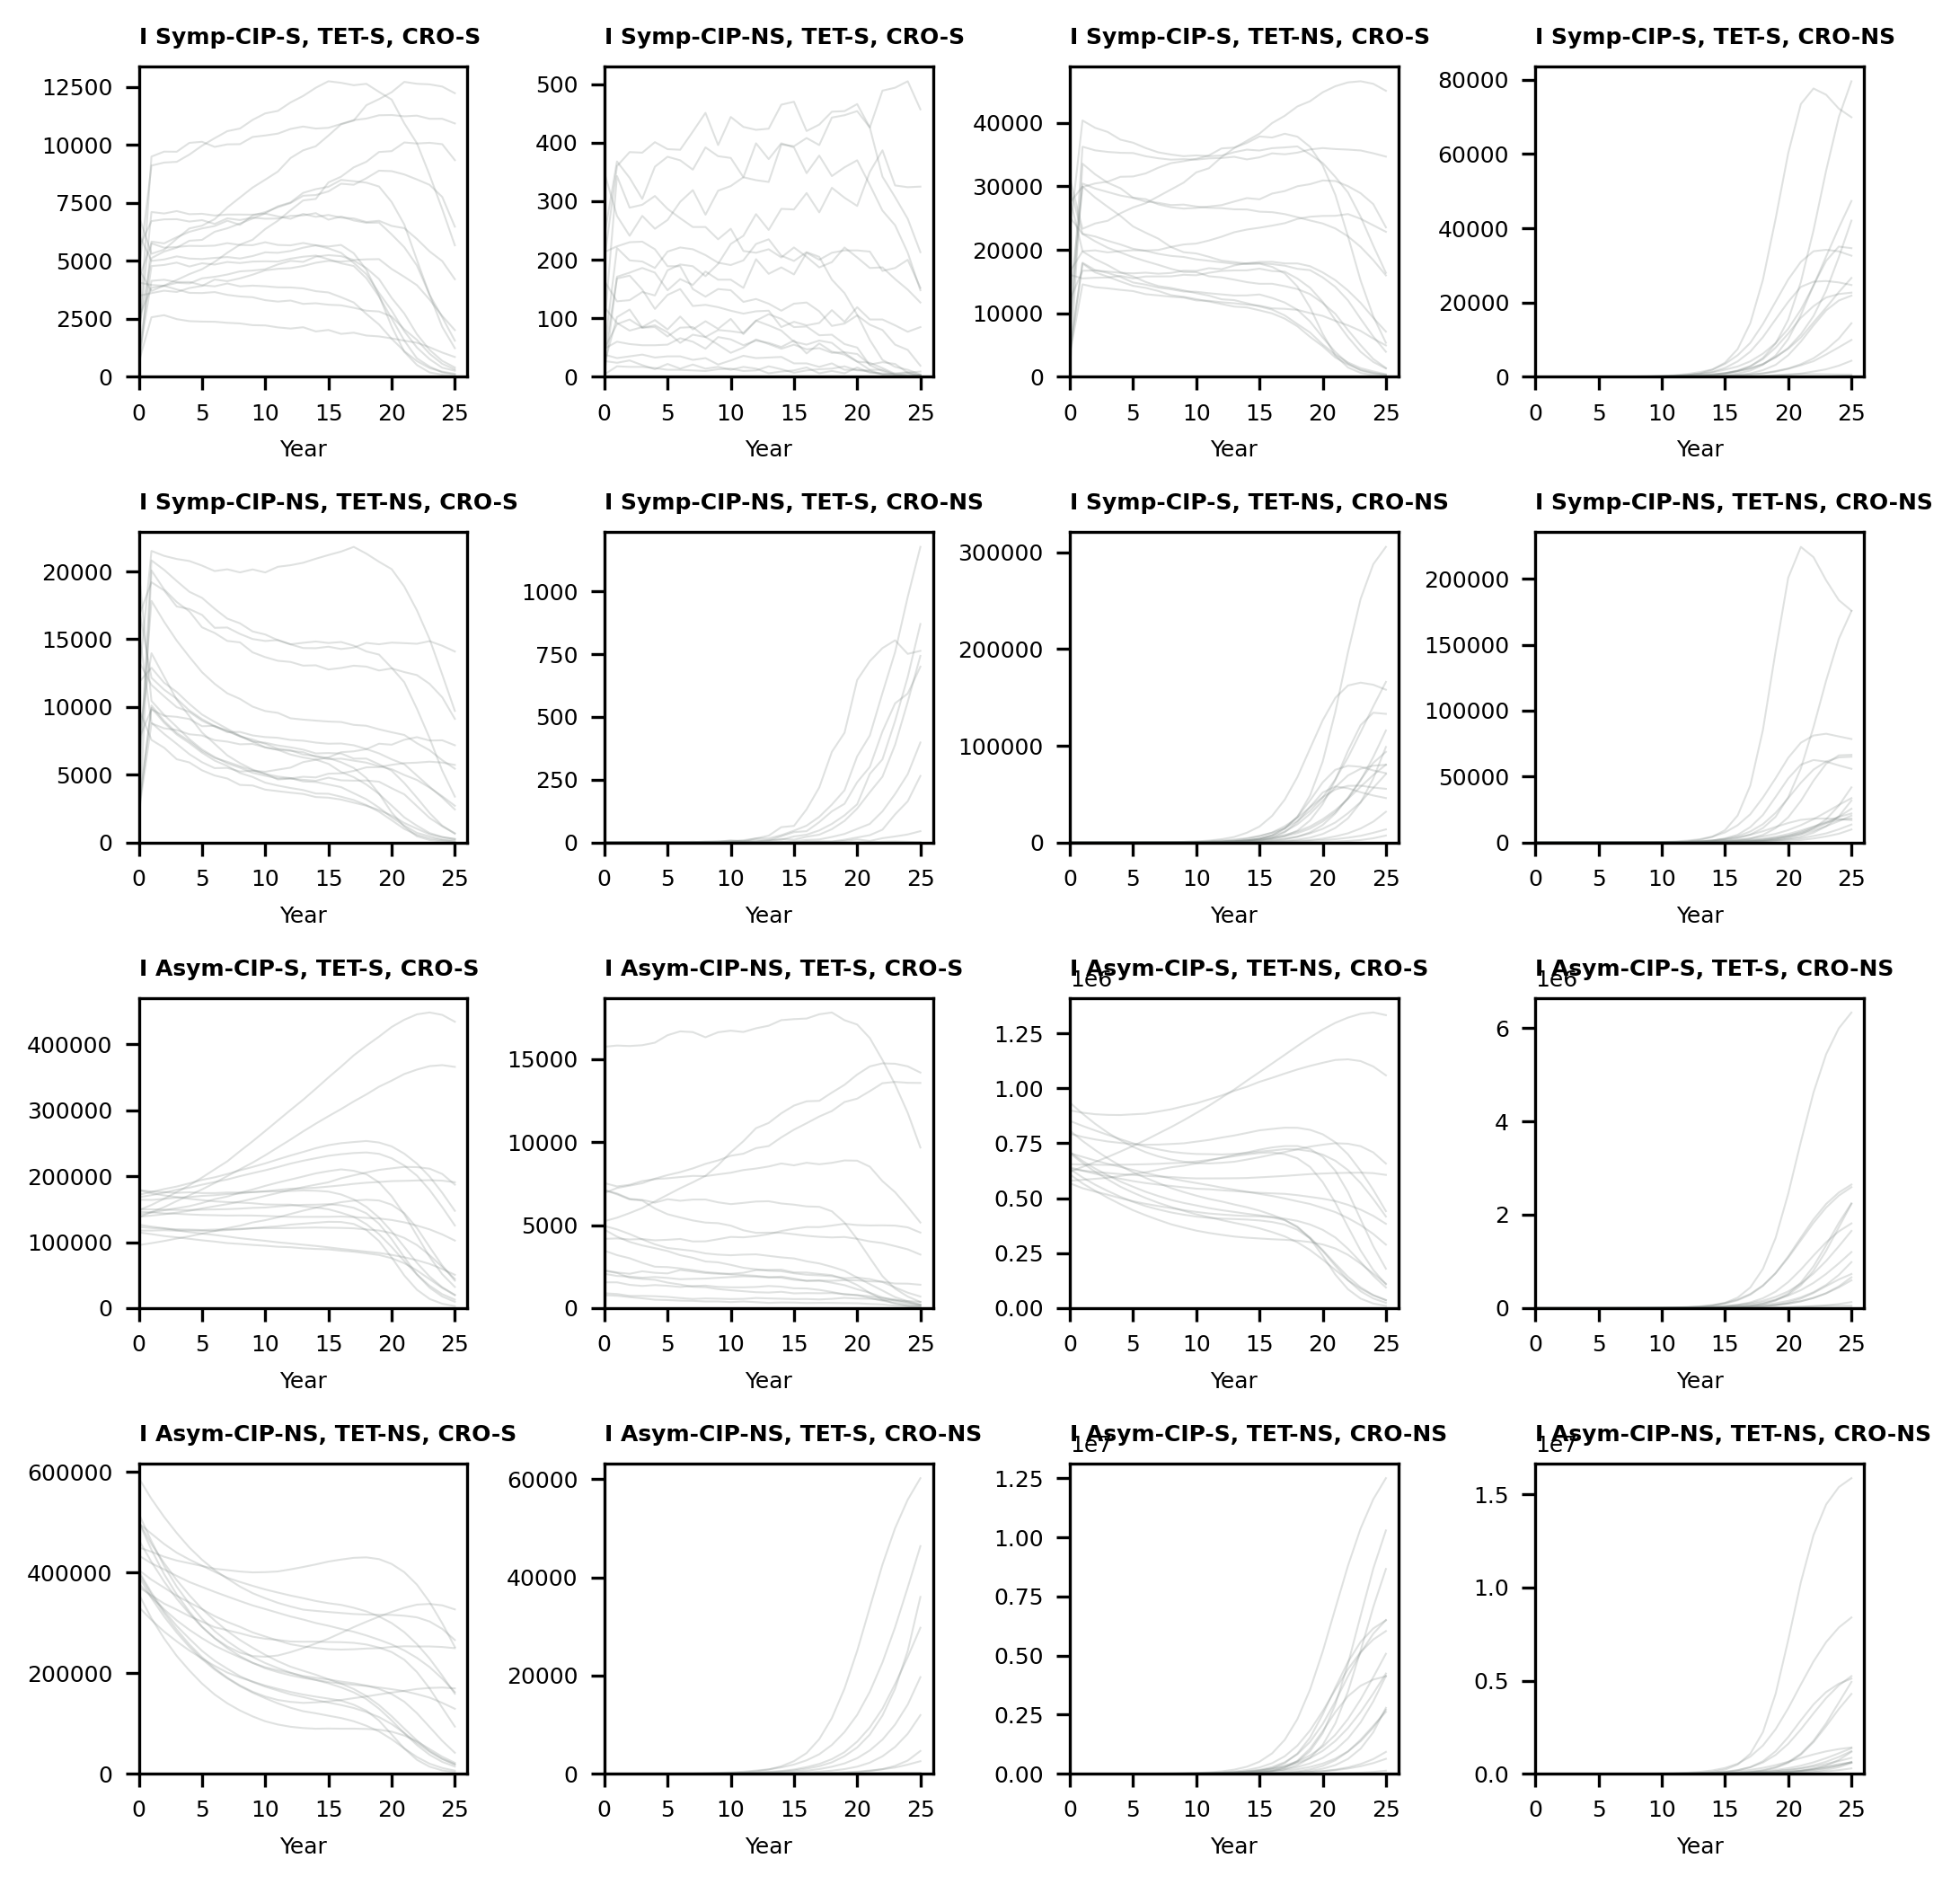 I Symp-CIP-S, TET-S, CRO-S
12500
10000
7500
5000
2500
0
0 5 10 15 20 25
Year
I Symp-CIP-NS, TET-S, CRO-S
500
400
300
200
100
0
0 5 10 15 20 25
Year
I Symp-CIP-S, TET-NS, CRO-S
40000
30000
20000
10000
0
0 5 10 15 20 25
Year
I Symp-CIP-S, TET-S, CRO-NS
80000
60000
40000
20000
0
0 5 10 15 20 25
Year
I Symp-CIP-NS, TET-NS, CRO-S
20000
15000
10000
5000
0
0 5 10 15 20 25
Year
I Symp-CIP-NS, TET-S, CRO-NS
1000
750
500
250
0
0 5 10 15 20 25
Year
I Symp-CIP-S, TET-NS, CRO-NS
300000
200000
100000
0
0 5 10 15 20 25
Year
I Symp-CIP-NS, TET-NS, CRO-NS
200000
150000
100000
50000
0
0 5 10 15 20 25
Year
I Asym-CIP-S, TET-S, CRO-S
400000
300000
200000
100000
0
0 5 10 15 20 25
Year
I Asym-CIP-NS, TET-S, CRO-S
15000
10000
5000
0
0 5 10 15 20 25
Year
I Asym-CIP-S, TET-NS, CRO-S
1e6
1.25
1.00
0.75
0.50
0.25
0.00
0 5 10 15 20 25
Year
I Asym-CIP-S, TET-S, CRO-NS
1e6
6
4
2
0
0 5 10 15 20 25
Year
I Asym-CIP-NS, TET-NS, CRO-S
600000
400000
200000
0
0 5 10 15 20 25
Year
I Asym-CIP-NS, TET-S, CRO-NS
60000
40000
20000
0
0 5 10 15 20 25
Year
I Asym-CIP-S, TET-NS, CRO-NS
1e7
1.25
1.00
0.75
0.50
0.25
0.00
0 5 10 15 20 25
Year
I Asym-CIP-NS, TET-NS, CRO-NS
1e7
1.5
1.0
0.5
0.0
0 5 10 15 20 25
Year